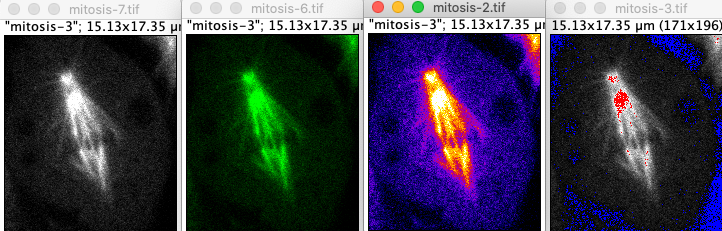 mitosis-7.tif
mitosis-6.tif
mitosis-2.tif
mitosis-3.tif
"mitosis-3"; 15.13x17.35 µm
"mitosis-3"; 15.13x17.35 µm
"mitosis-3"; 15.13x17.35 µm
15.13x17.35 µm (171x196)